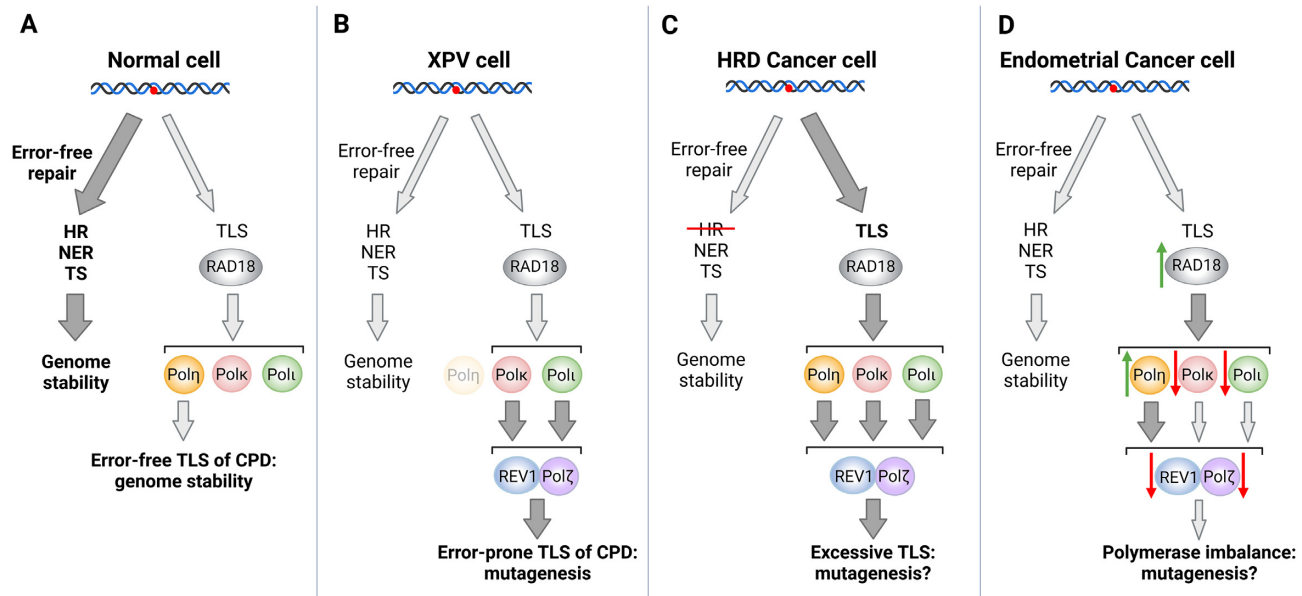 A
Normal cell
Error-free
repair
HR
NER
TS
TLS
RAD18
Genome
stability
Polη
Polκ
Polι
Error-free TLS of CPD:
genome stability
B
XPV cell
Error-free
repair
HR
NER
TS
TLS
RAD18
Genome
stability
Polη
Polκ
Polι
REV1
Polζ
Error-prone TLS of CPD:
mutagenesis
C
HRD Cancer cell
Error-free
repair
HR
NER
TS
TLS
RAD18
Genome
stability
Polη
Polκ
Polι
REV1
Polζ
Excessive TLS:
mutagenesis?
D
Endometrial Cancer cell
Error-free
repair
HR
NER
TS
TLS
RAD18
Genome
stability
Polη
Polκ
Polι
REV1
Polζ
Polymerase imbalance:
mutagenesis?